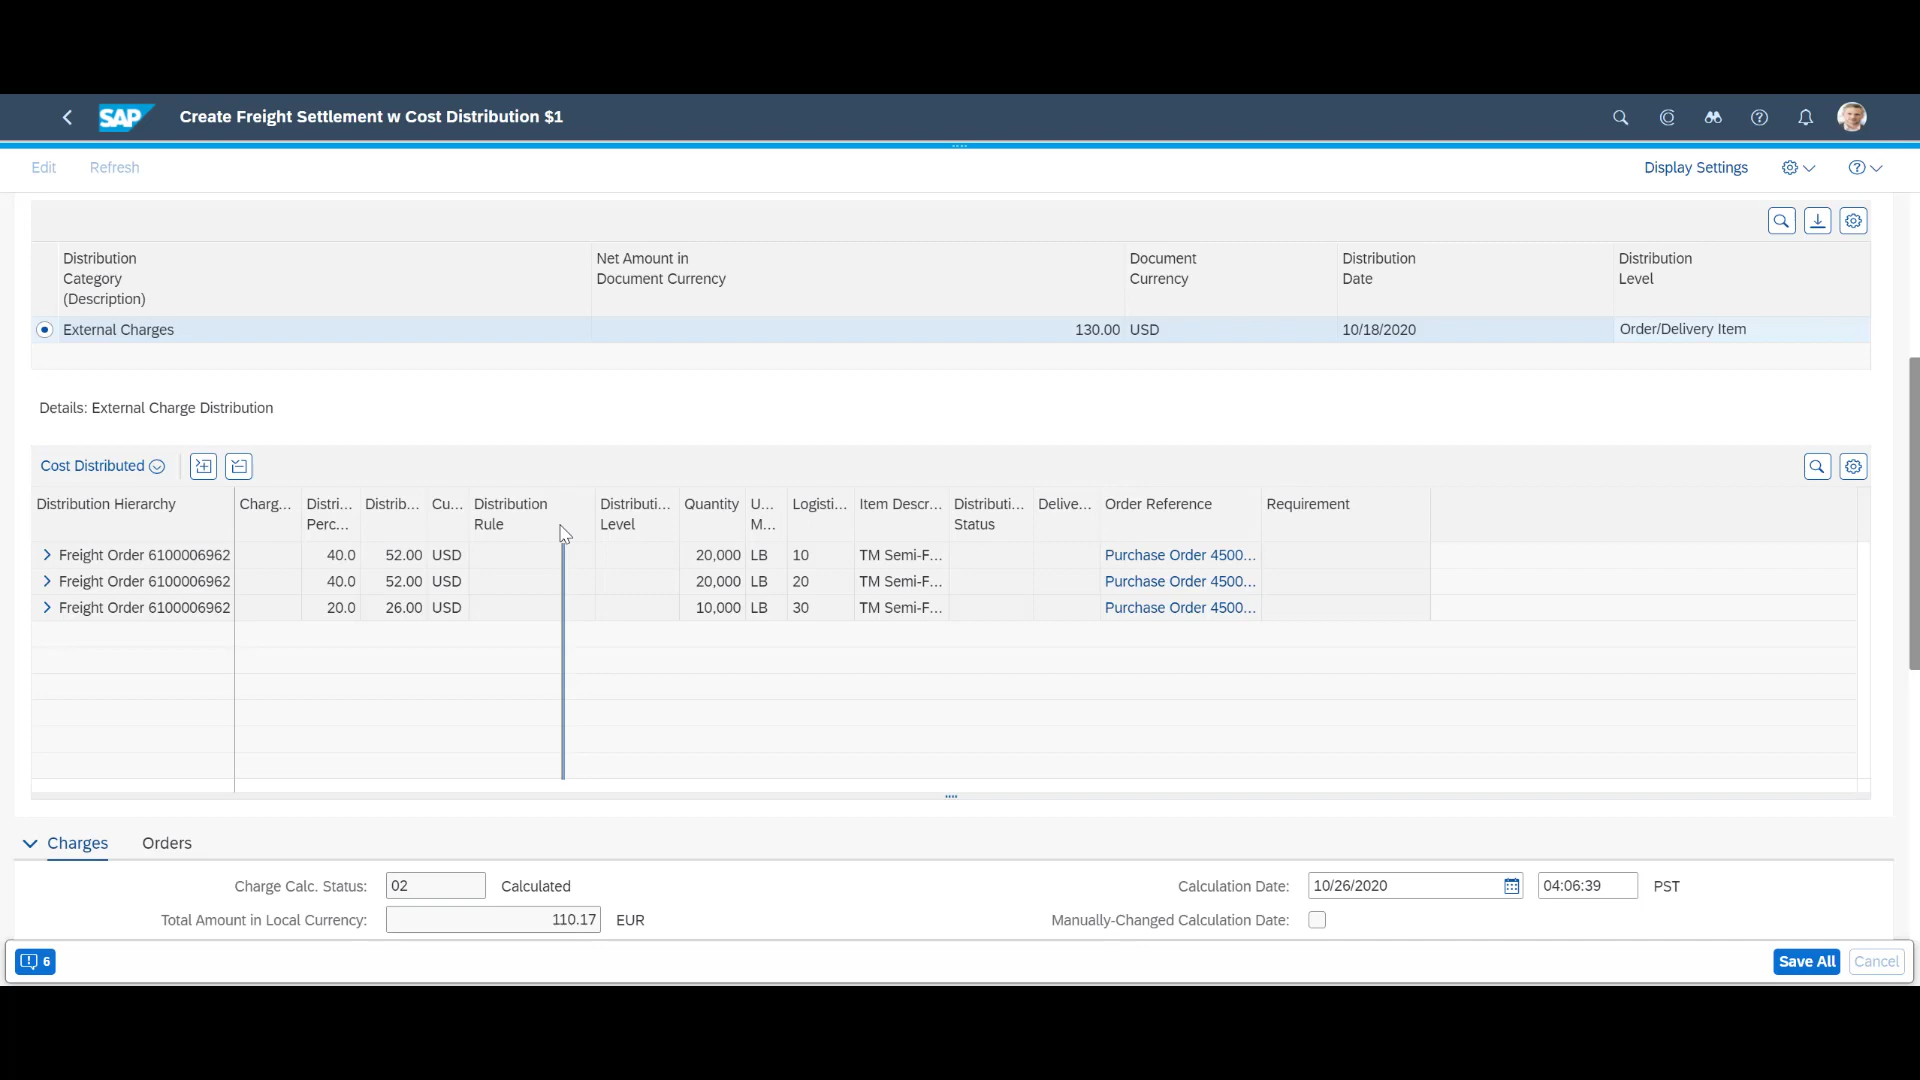 SAP Create Freight Settlement w Cost Distribution $1
Edit Refresh Display Settings
Distribution Category (Description) Net Amount in Document Currency Document Currency Distribution Date Distribution Level
External Charges 130.00 USD 10/18/2020 Order/Delivery Item
Details: External Charge Distribution
Cost Distributed
Distribution Hierarchy Charg... Distri... Perc... Distrib... Cu... Distribution Rule Distributi... Level Quantity U... M... Logisti... Item Descr... Distributi... Status Delive... Order Reference Requirement
Freight Order 6100006962 40.0 52.00 USD 20,000 LB 10 TM Semi-F... Purchase Order 4500...
Freight Order 6100006962 40.0 52.00 USD 20,000 LB 20 TM Semi-F... Purchase Order 4500...
Freight Order 6100006962 20.0 26.00 USD 10,000 LB 30 TM Semi-F... Purchase Order 4500...
Charges Orders
Charge Calc. Status: 02 Calculated Calculation Date: 10/26/2020 04:06:39 PST
Total Amount in Local Currency: 110.17 EUR Manually-Changed Calculation Date:
6 Save All Cancel